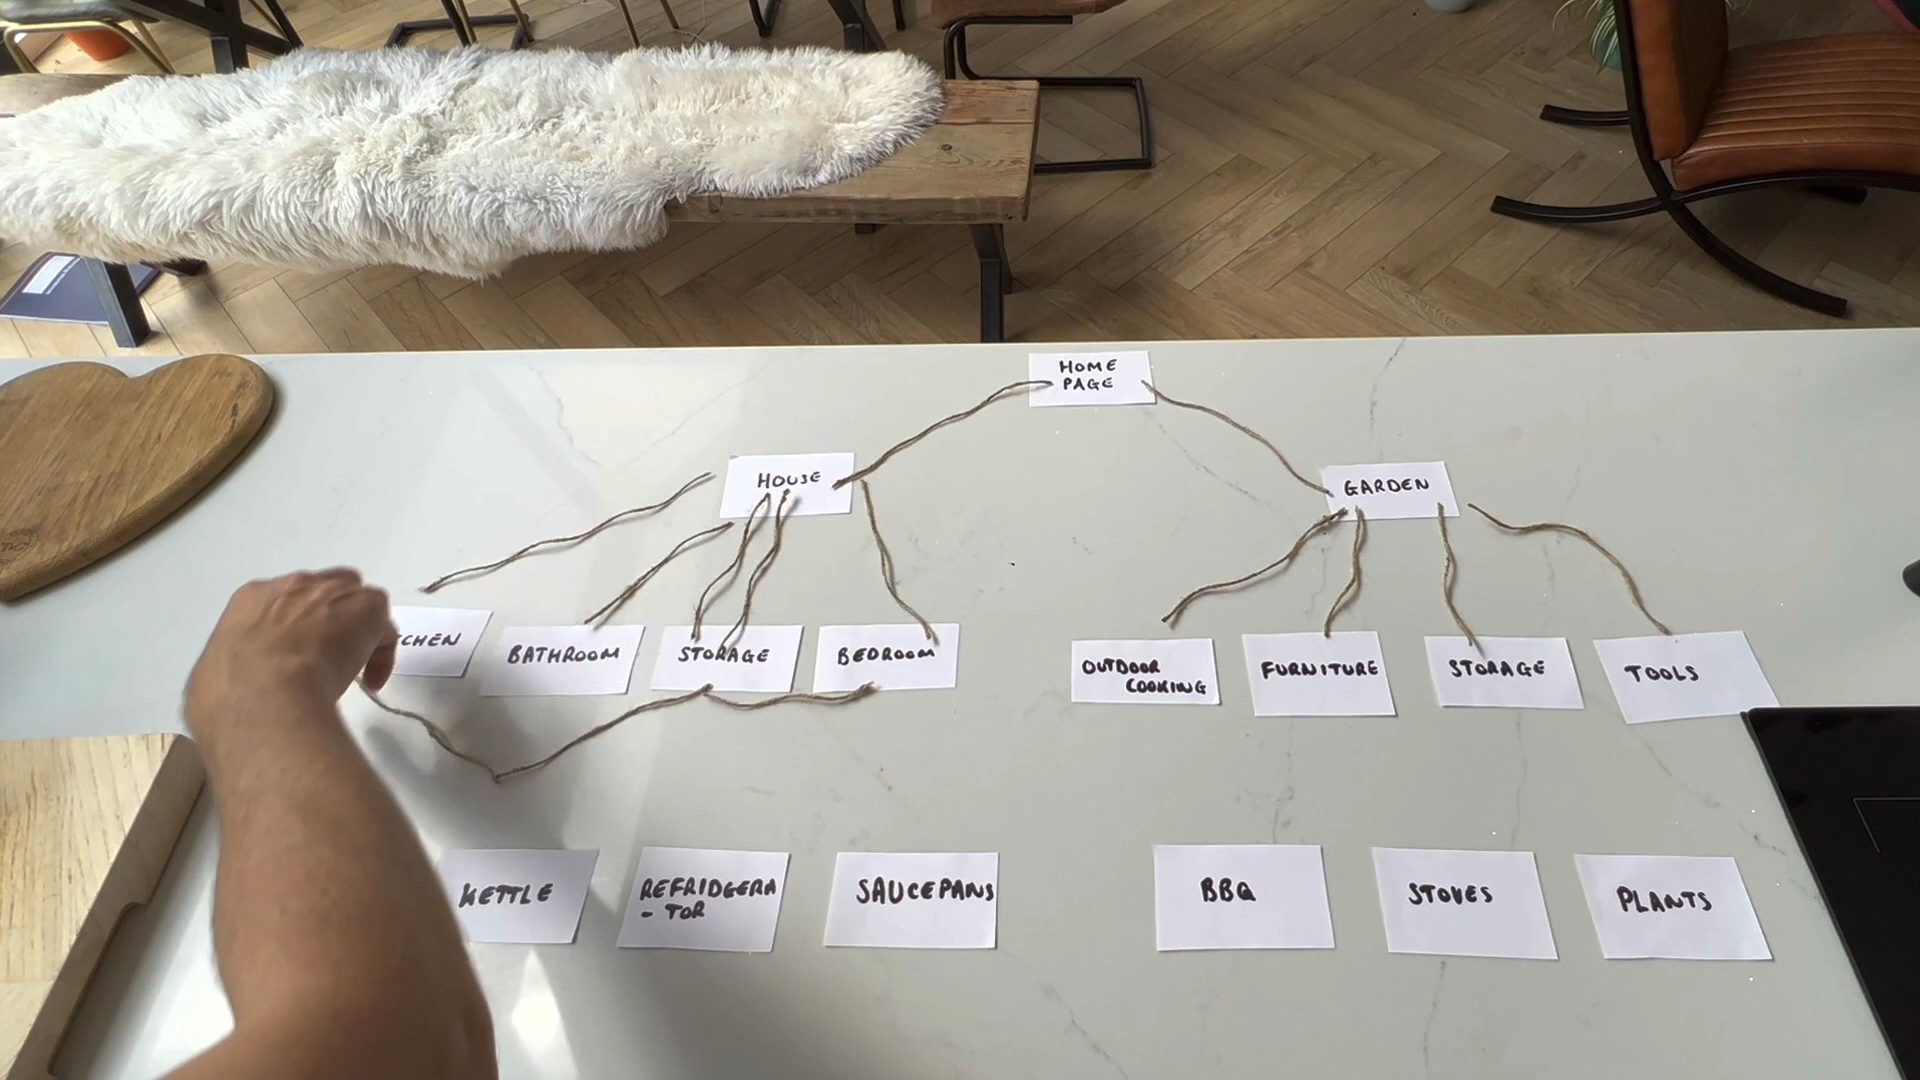 HOME
PAGE
HOUSE
GARDEN
TCHEN
BATHROOM
STORAGE
BEDROOM
OUTDOOR
COOKING
FURNITURE
STORAGE
TOOLS
KETTLE
REFRIDGERA
- TOR
SAUCEPANS
BBQ
STOVES
PLANTS